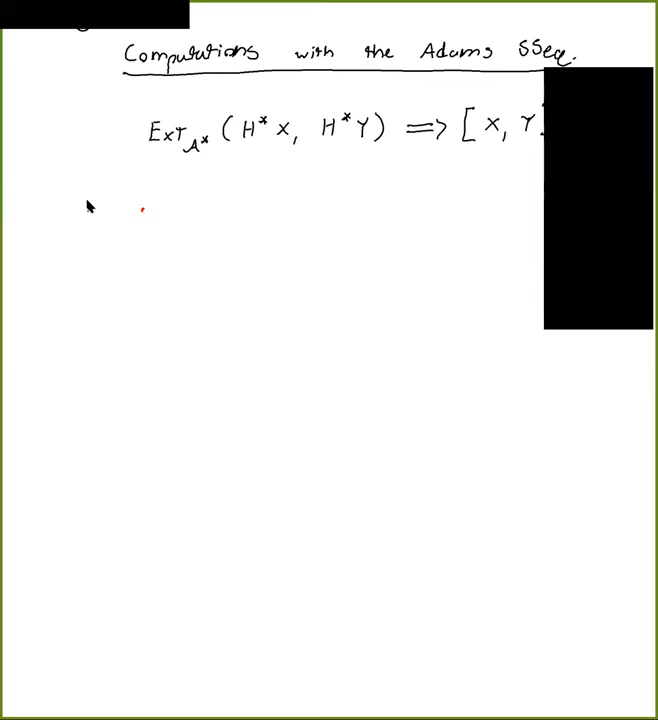 Computations with the Adams SSeq.
Ext_{A*} ( H* X, H* Y ) ⇒ [ X, Y ]